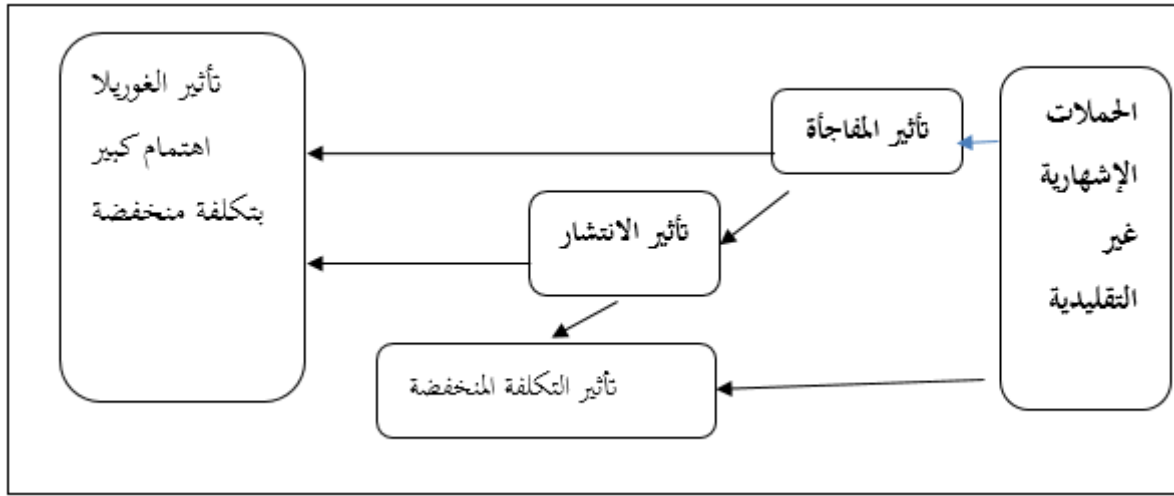 الحملات
الإشهارية
غير
التقليدية
تأثير المفاجأة
تأثير الانتشار
تأثير التكلفة المنخفضة
تأثير الغوريلا
اهتمام كبير
بتكلفة منخفضة